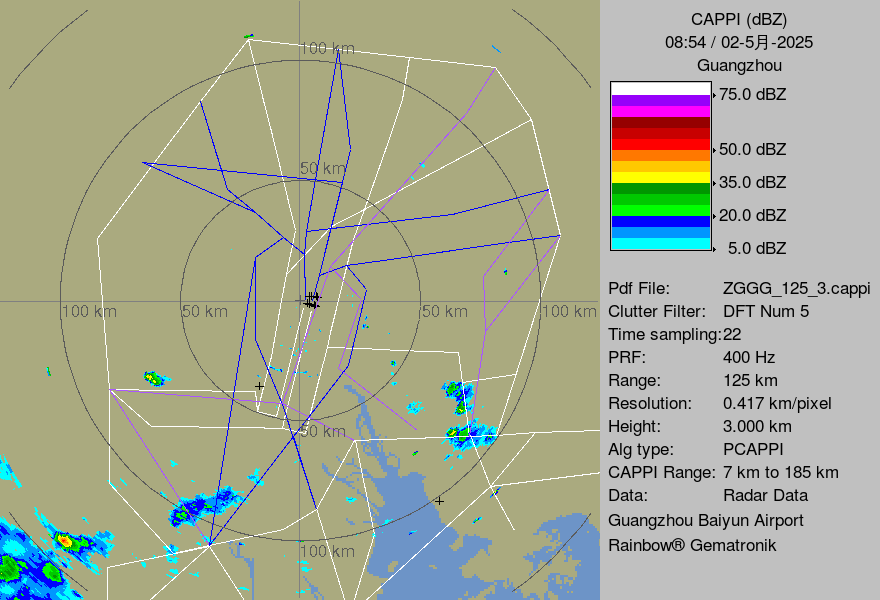 100 km
50 km
100 km
50 km
50 km
100 km
50 km
100 km
CAPPI (dBZ)
08:54 / 02-5月-2025
Guangzhou
75.0 dBZ
50.0 dBZ
35.0 dBZ
20.0 dBZ
5.0 dBZ
Pdf File: ZGGG_125_3.cappi
Clutter Filter: DFT Num 5
Time sampling:22
PRF: 400 Hz
Range: 125 km
Resolution: 0.417 km/pixel
Height: 3.000 km
Alg type: PCAPPI
CAPPI Range: 7 km to 185 km
Data: Radar Data
Guangzhou Baiyun Airport
Rainbow® Gematronik